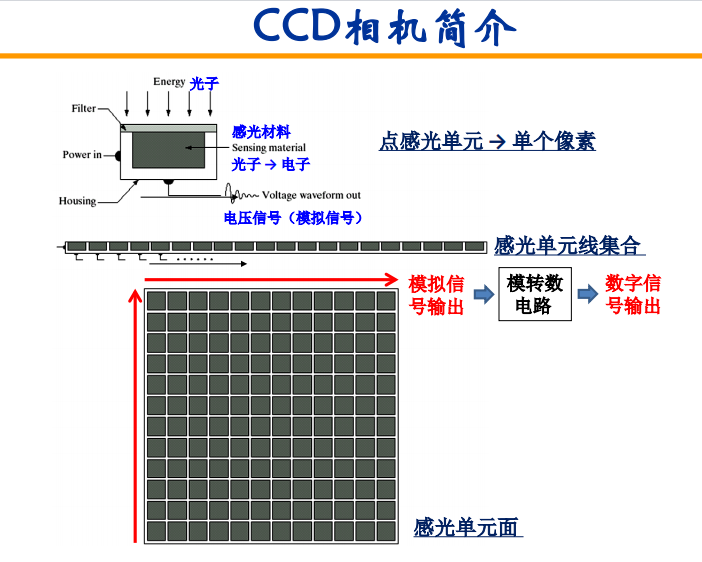 CCD相机简介
Energy 光子
Filter
感光材料
Sensing material
点感光单元 → 单个像素
Power in
光子 → 电子
Housing
Voltage waveform out
电压信号（模拟信号）
感光单元线集合
模拟信
号输出
模转数
电路
数字信
号输出
感光单元面